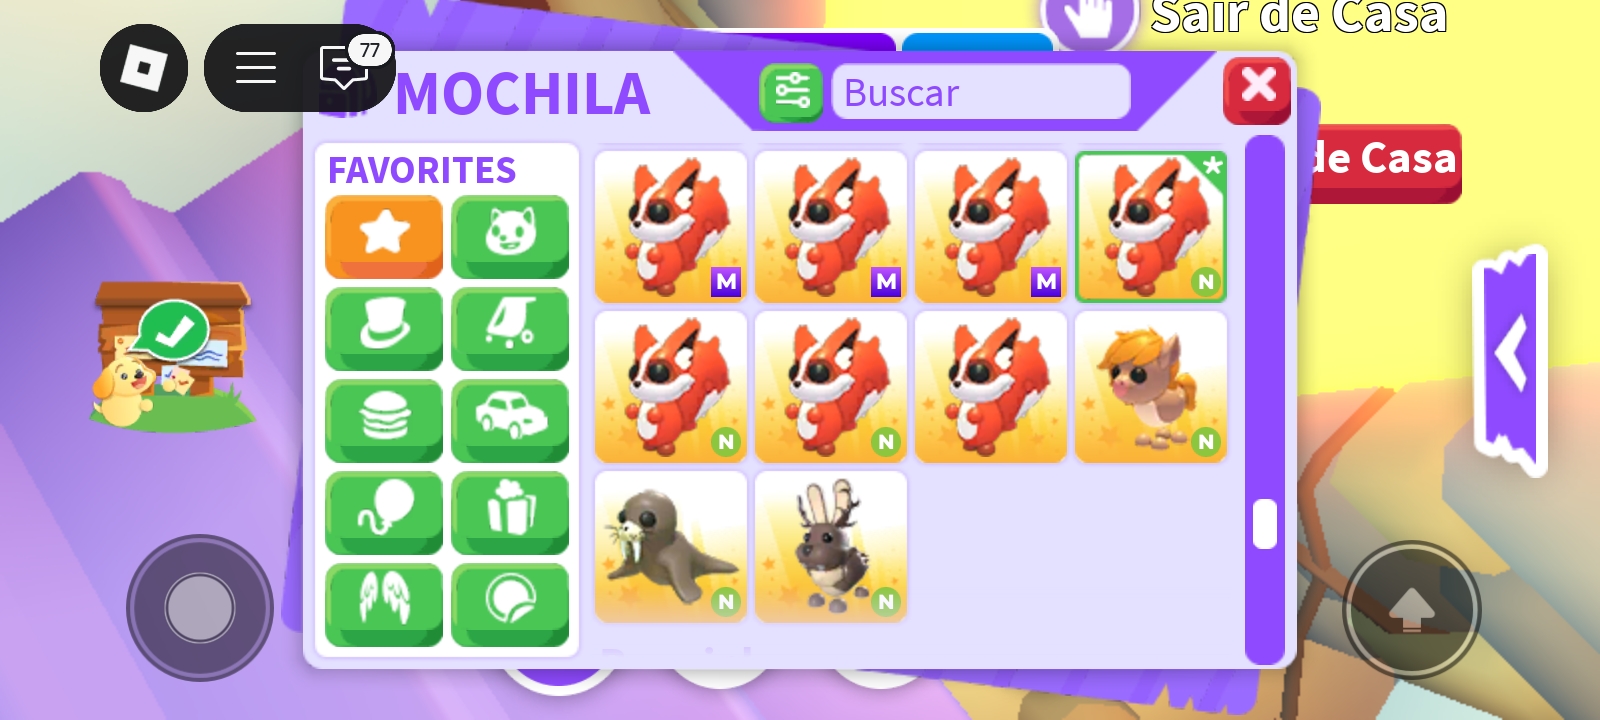 77
Sair de Casa
MOCHILA
Buscar
de Casa
FAVORITES
M
M
M
N
N
N
N
N
N